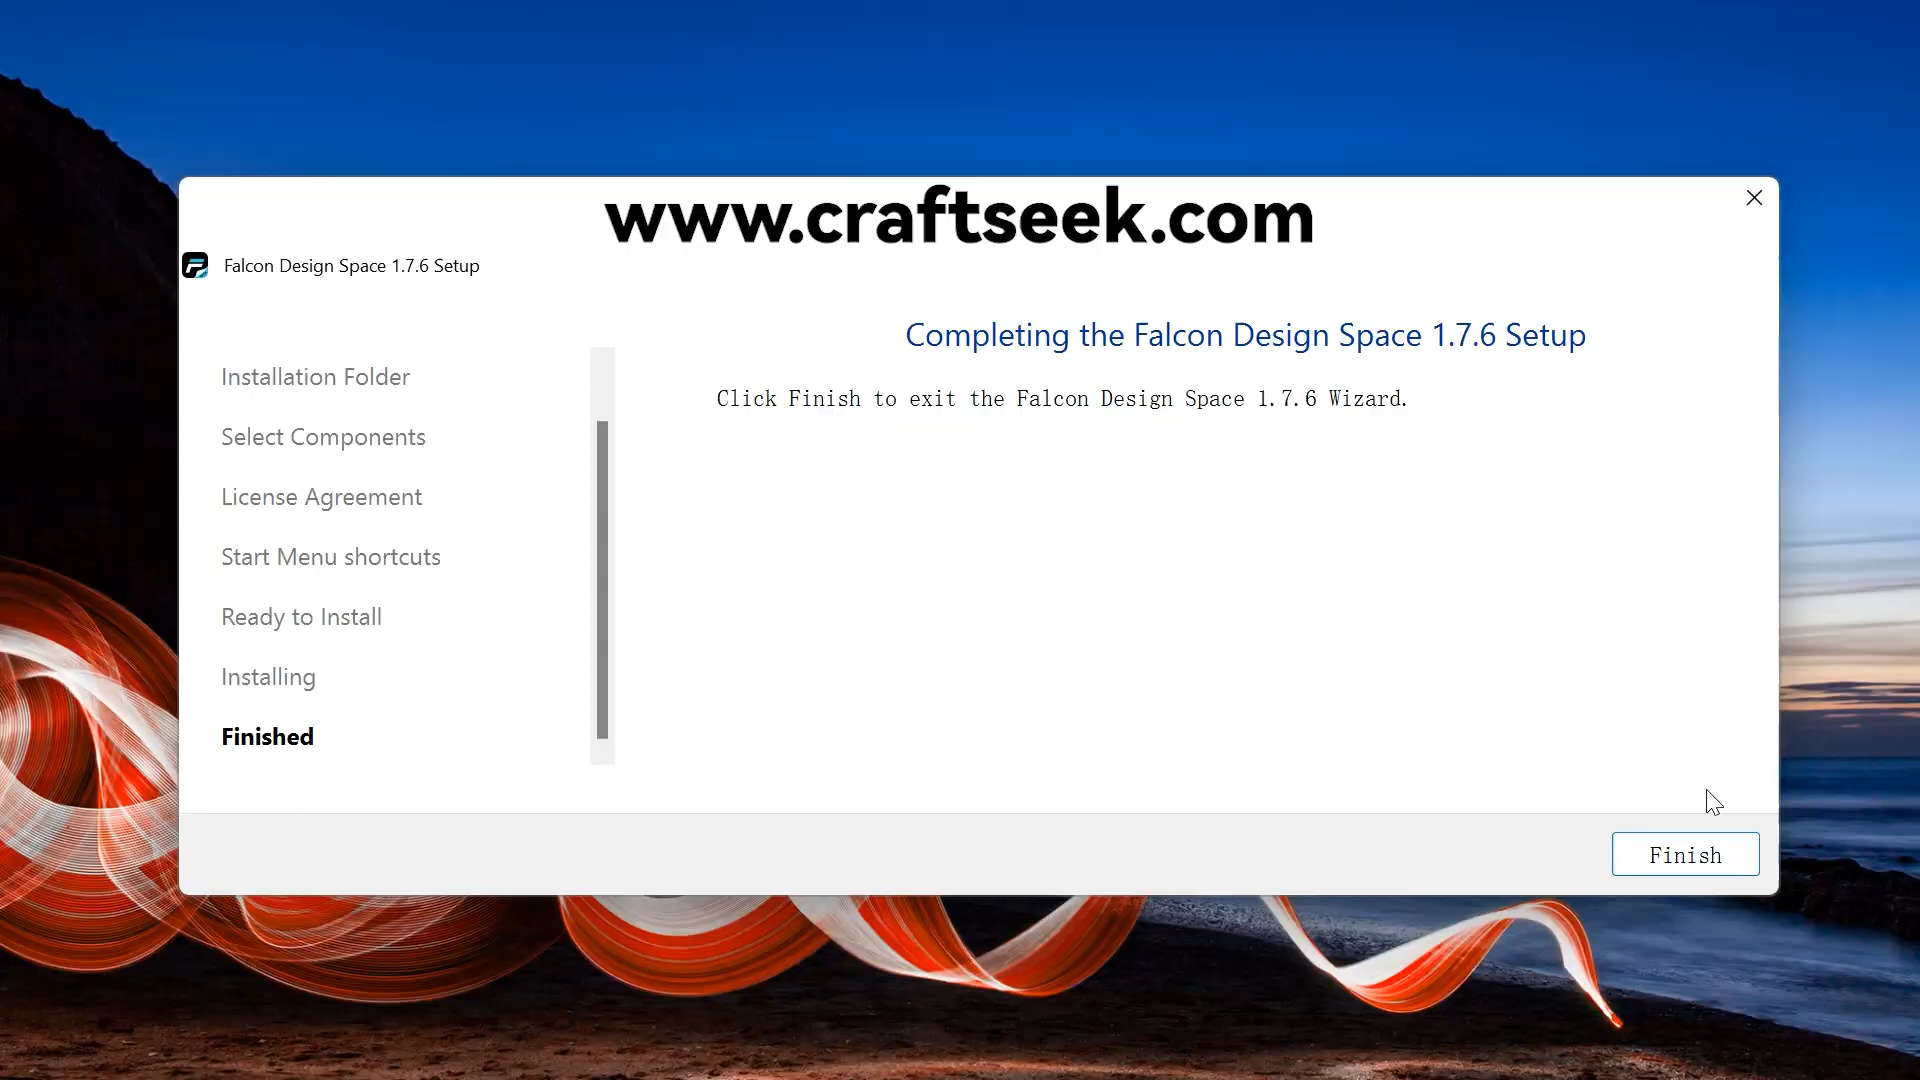 www.craftseek.com
Falcon Design Space 1.7.6 Setup
Installation Folder
Select Components
License Agreement
Start Menu shortcuts
Ready to Install
Installing
Finished
Completing the Falcon Design Space 1.7.6 Setup
Click Finish to exit the Falcon Design Space 1.7.6 Wizard.
Finish